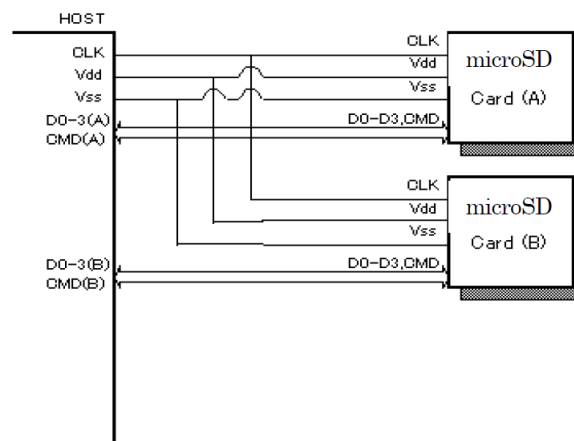 HOST
CLK
Vdd
Vss
D0-3(A)
CMD(A)
CLK
Vdd
Vss
D0-D3,CMD
microSD
Card (A)
CLK
Vdd
Vss
D0-D3,CMD
microSD
Card (B)
D0-3(B)
CMD(B)